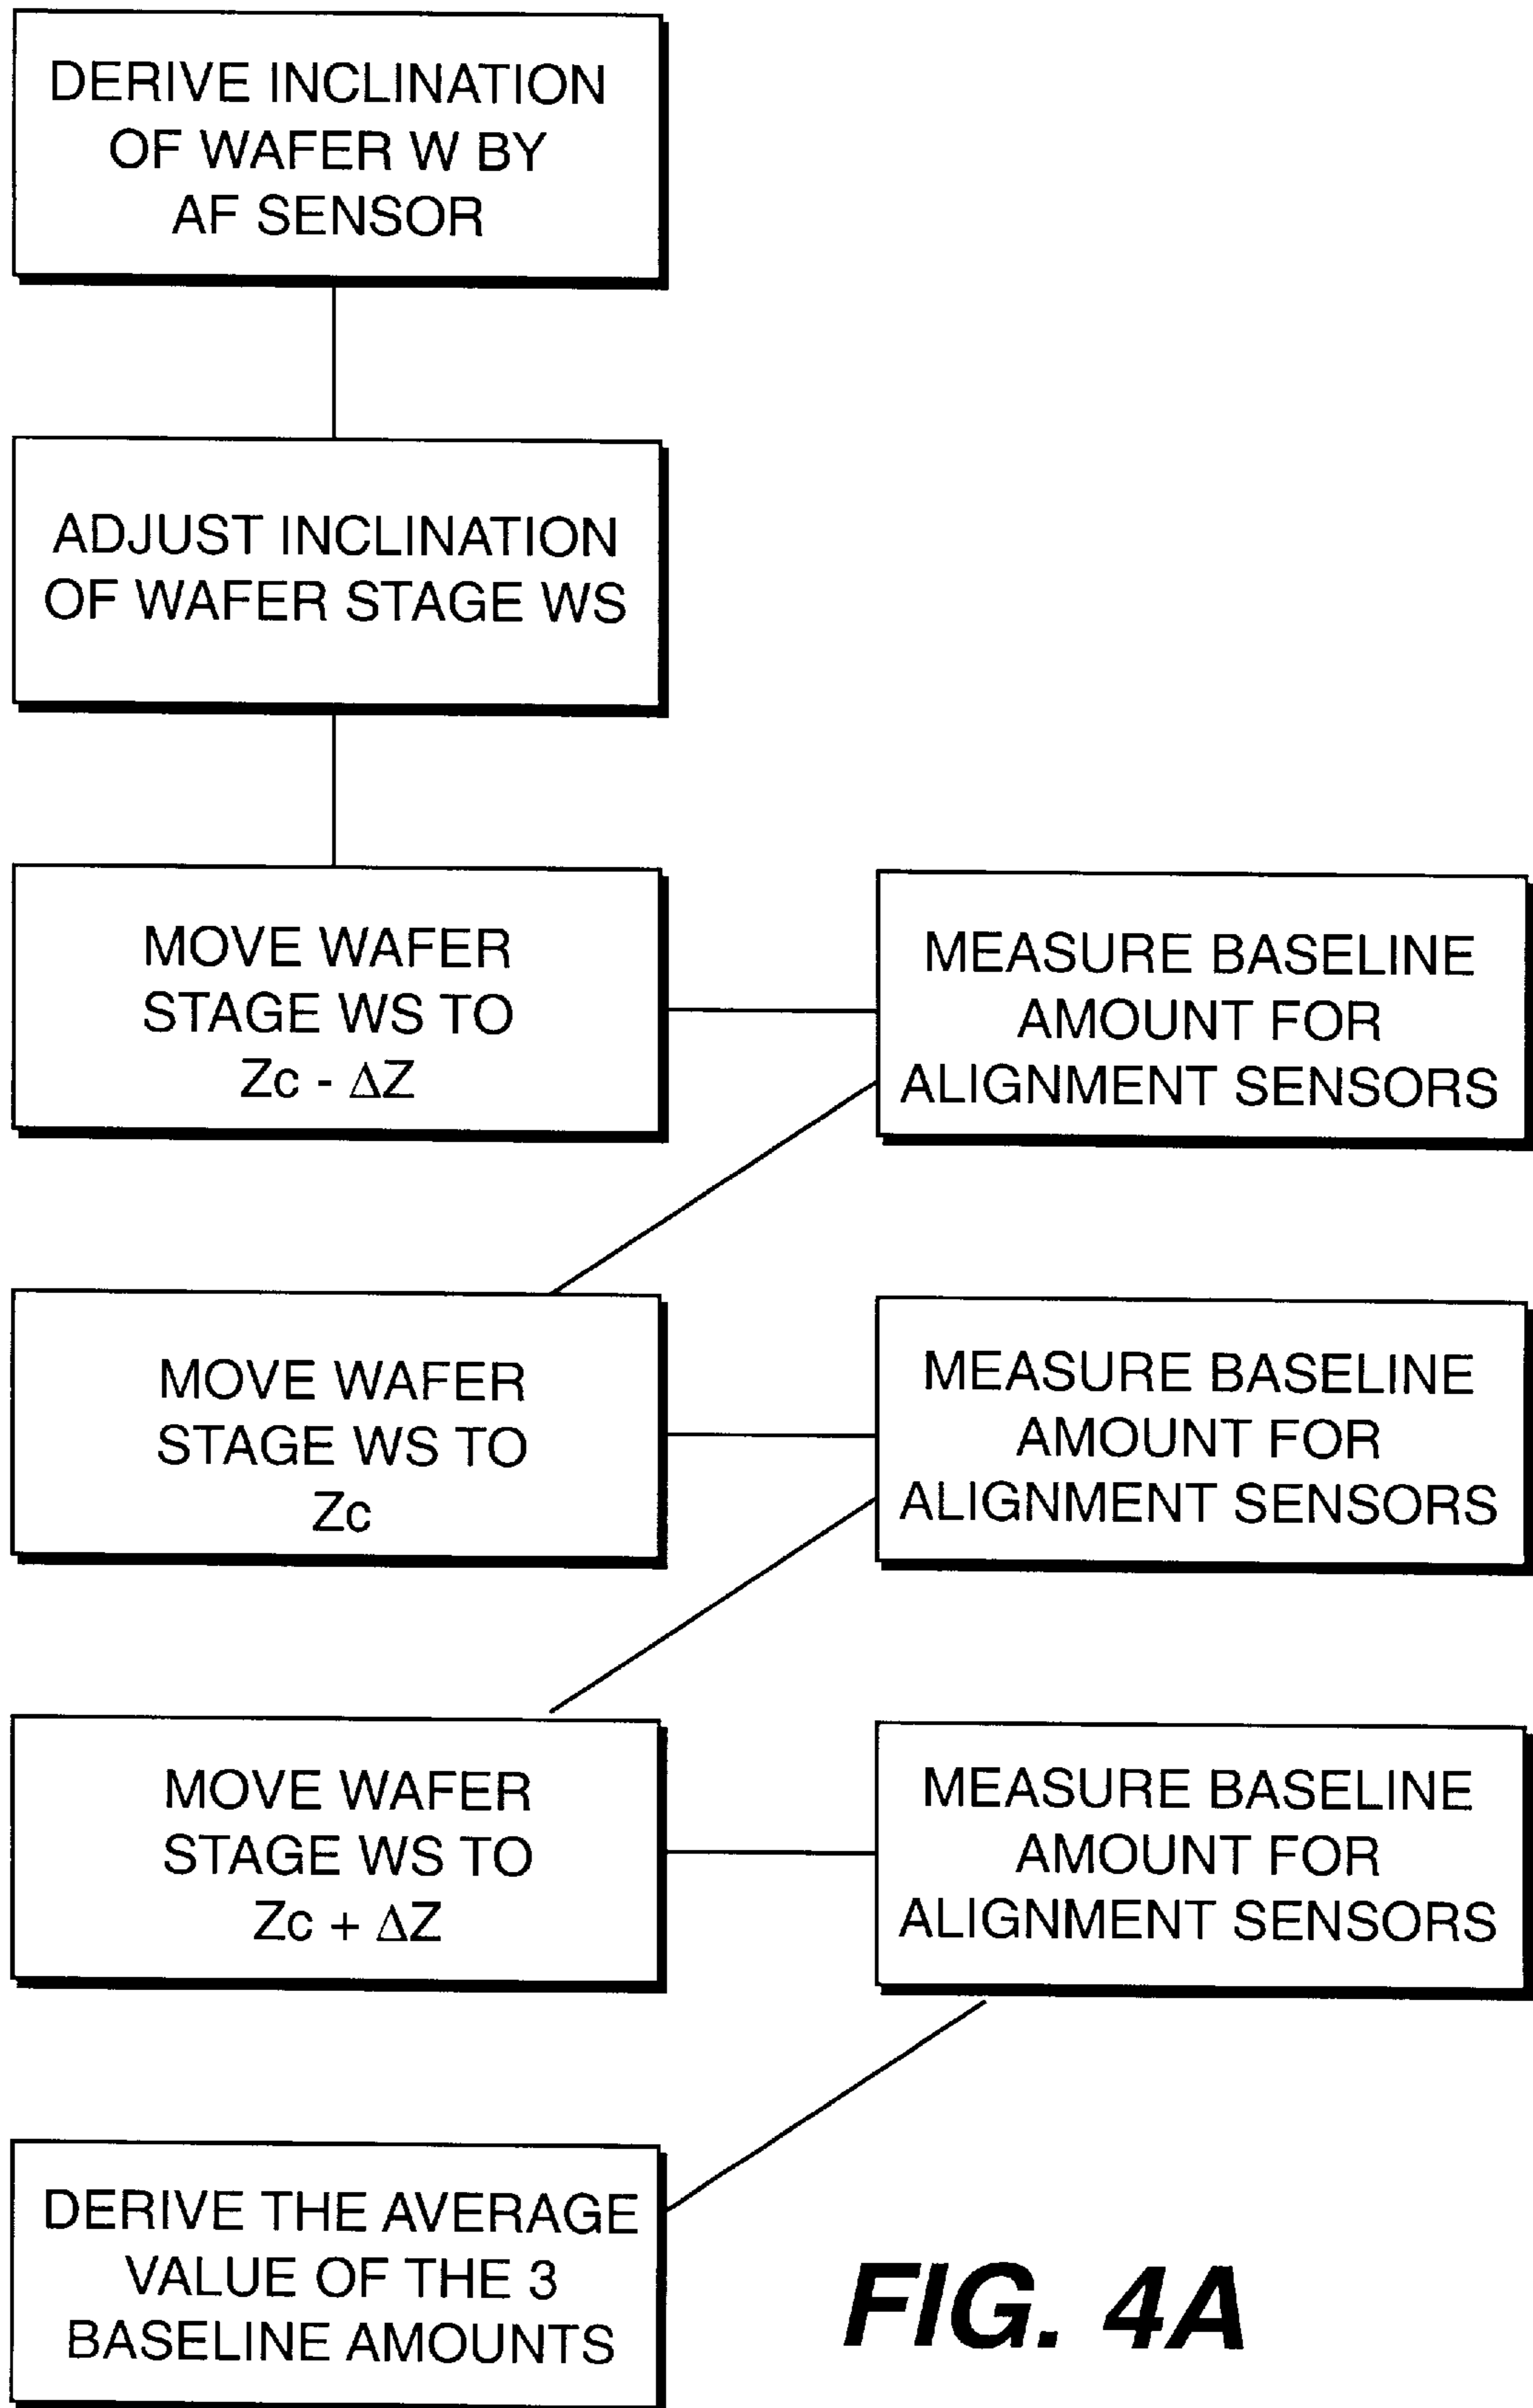 DERIVE INCLINATION
OF WAFER W BY
AF SENSOR
ADJUST INCLINATION
OF WAFER STAGE WS
MOVE WAFER
STAGE WS TO
Zc - ΔZ
MEASURE BASELINE
AMOUNT FOR
ALIGNMENT SENSORS
MOVE WAFER
STAGE WS TO
Zc
MEASURE BASELINE
AMOUNT FOR
ALIGNMENT SENSORS
MOVE WAFER
STAGE WS TO
Zc + ΔZ
MEASURE BASELINE
AMOUNT FOR
ALIGNMENT SENSORS
DERIVE THE AVERAGE
VALUE OF THE 3
BASELINE AMOUNTS
FIG. 4A